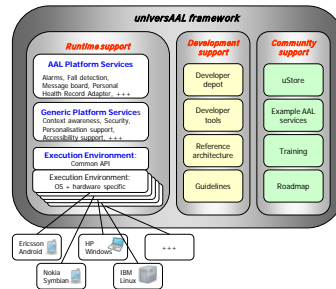 universAAL framework
Runtime support
AAL Platform Services
Alarms, Fall detection,
Message board, Personal
Health Record Adapter, +++
Generic Platform Services
Context awareness, Security,
Personalisation support,
Accessibility support, +++
Execution Environment:
Common API
Execution Environment:
OS + hardware specific
Development
support
Developer
depot
Developer
tools
Reference
architecture
Guidelines
Community
support
uStore
Example AAL
services
Training
Roadmap
Ericsson
Android
HP
Windows
+++
Nokia
Symbian
IBM
Linux